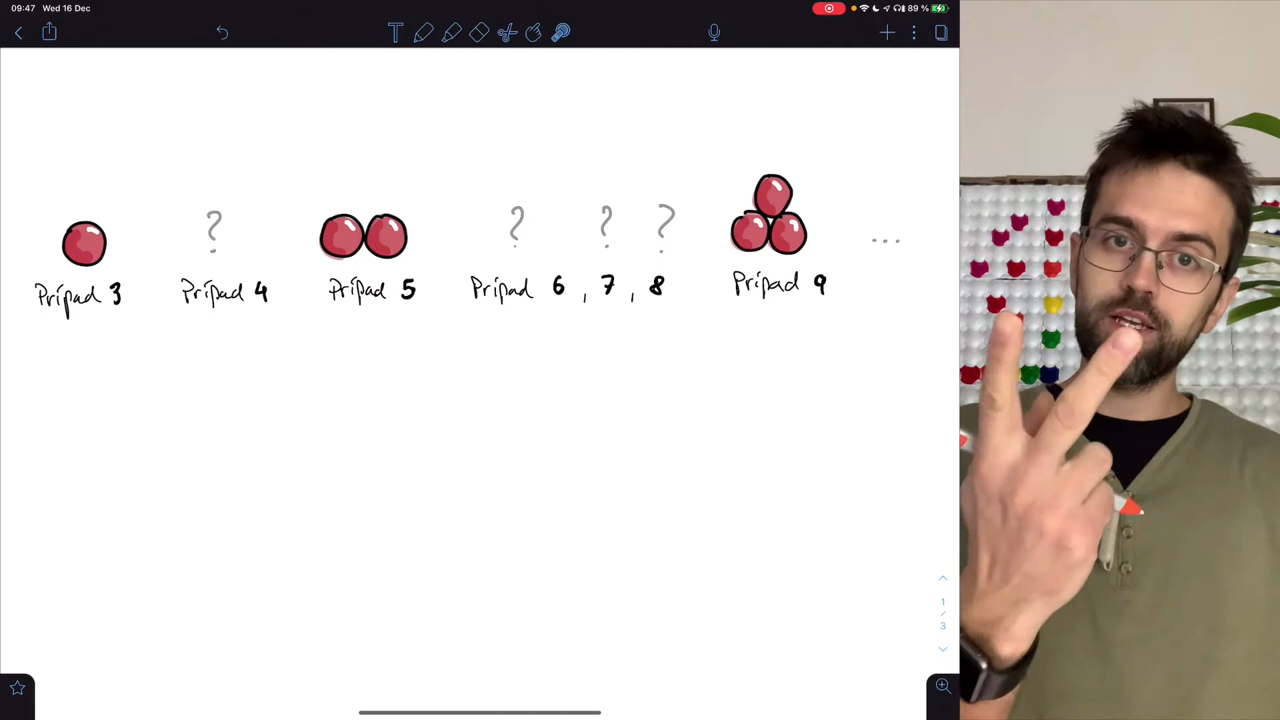 09:47 Wed 16 Dec
89 %
T
? ? ? ? ...
Prípad 3 Prípad 4 Prípad 5 Prípad 6 , 7 , 8 Prípad 9
1
/
3